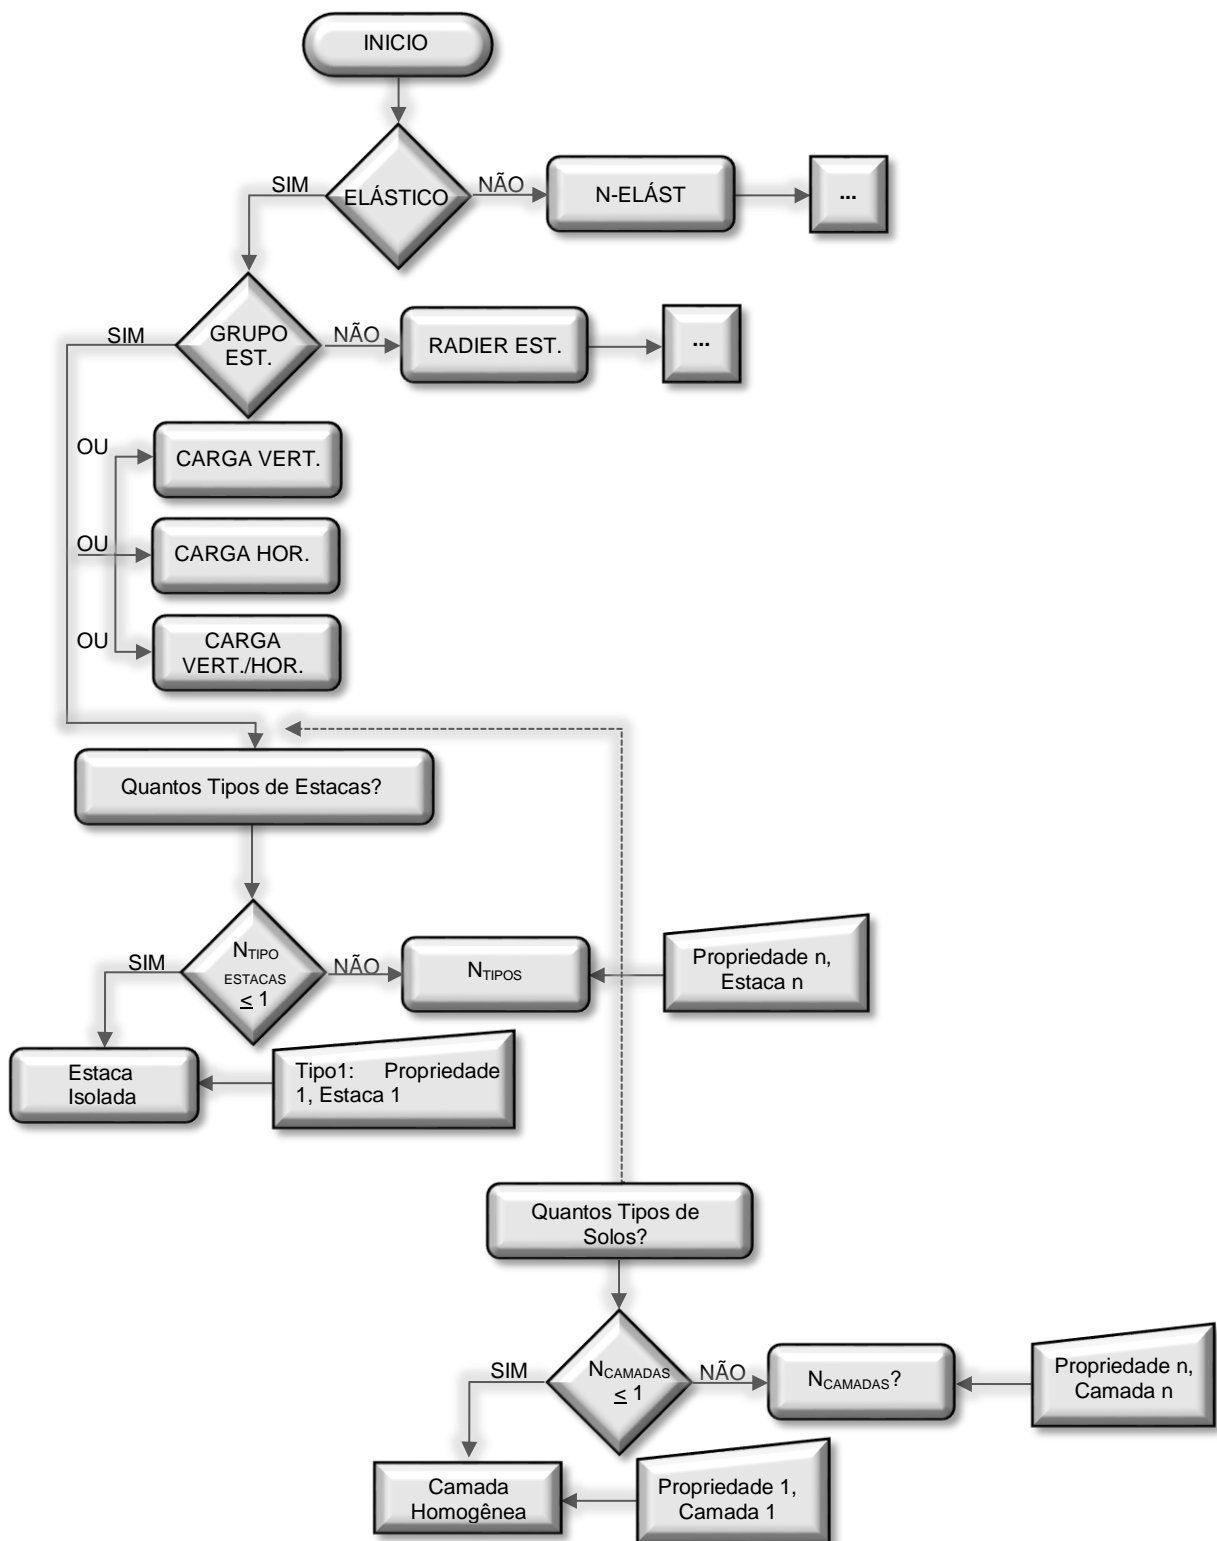 INICIO
ELÁSTICO
SIM
NÃO
N-ELÁST
...
GRUPO
EST.
SIM
NÃO
RADIER EST.
...
OU
CARGA VERT.
OU
CARGA HOR.
OU
CARGA
VERT./HOR.
Quantos Tipos de Estacas?
NTIPO
ESTACAS
≤ 1
SIM
NÃO
NTIPOS
Propriedade n,
Estaca n
Estaca
Isolada
Tipo1: Propriedade
1, Estaca 1
Quantos Tipos de
Solos?
NCAMADAS
≤ 1
SIM
NÃO
NCAMADAS?
Propriedade n,
Camada n
Camada
Homogênea
Propriedade 1,
Camada 1